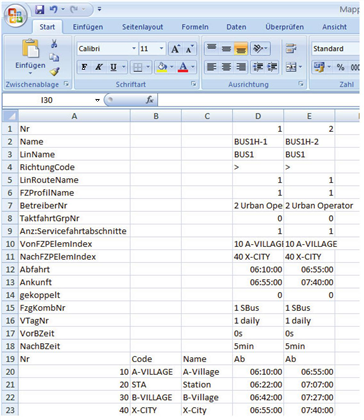 Mapp
Start Einfügen Seitenlayout Formeln Daten Überprüfen Ansicht
Calibri 11 A A Standard
Einfügen F K U A % 000
Zwischenablage Schriftart Ausrichtung
I30 fx
A B C D E
1 Nr 1 2
2 Name BUS1H-1 BUS1H-2
3 LinName BUS1 BUS1
4 RichtungCode > >
5 LinRouteName 1 1
6 FZProfilName 1 1
7 BetreiberNr 2 Urban Ope 2 Urban Operator
8 TaktfahrtGrpNr 0 0
9 Anz:Servicefahrtabschnitte 1 1
10 VonFZPElemIndex 10 A-VILLAG 10 A-VILLAGE
11 NachFZPElemIndex 40 X-CITY 40 X-CITY
12 Abfahrt 06:10:00 06:55:00
13 Ankunft 06:55:00 07:40:00
14 gekoppelt 0 0
15 FzgKombNr 1 SBus 1 SBus
16 VTagNr 1 daily 1 daily
17 VorBZeit 0s 0s
18 NachBZeit 5min 5min
19 Nr Code Name Ab Ab
20 10 A-VILLAGE A-Village 06:10:00 06:55:00
21 20 STA Station 06:22:00 07:07:00
22 30 B-VILLAGE B-Village 06:42:00 07:27:00
23 40 X-CITY X-City 06:55:00 07:40:00